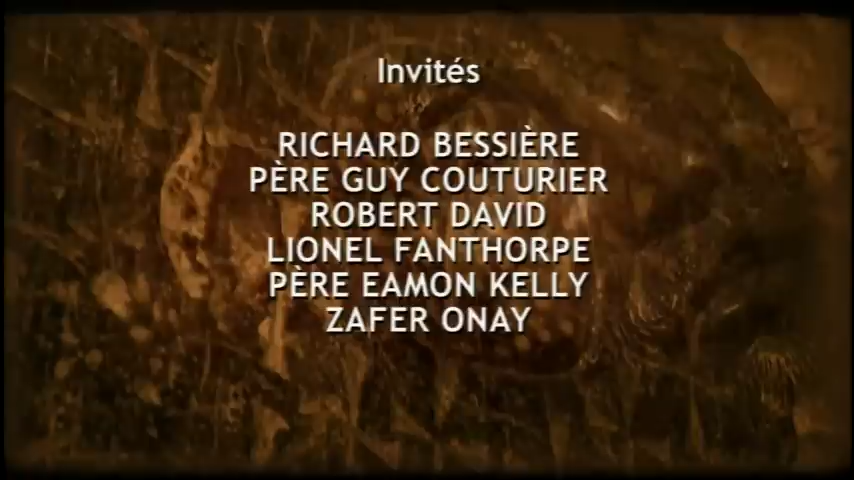 Invités
RICHARD BESSIÈRE
PÈRE GUY COUTURIER
ROBERT DAVID
LIONEL FANTHORPE
PÈRE EAMON KELLY
ZAFER ONAY